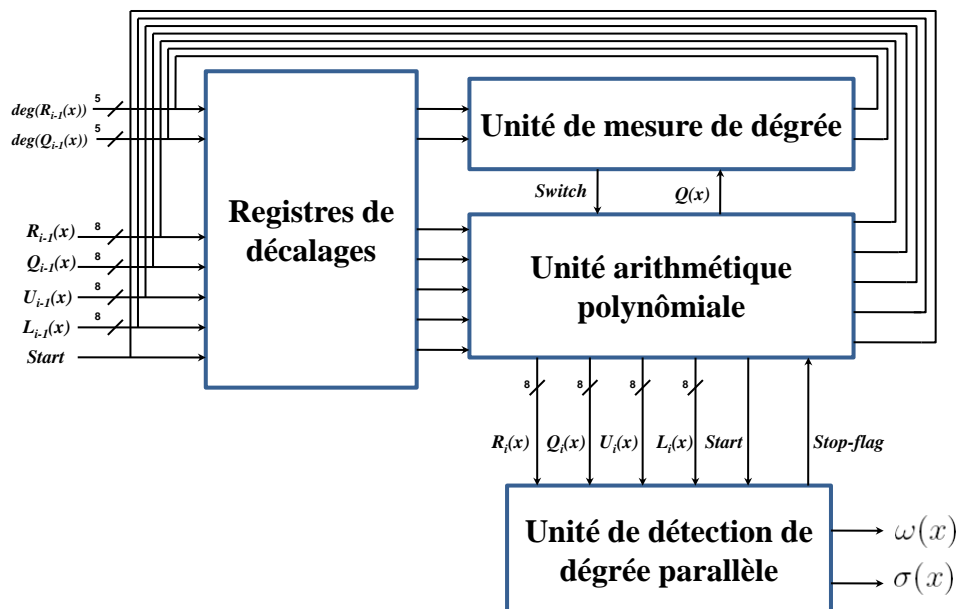 5
deg(Ri-1(x))
5
deg(Qi-1(x))
Unité de mesure de dégrée
Switch
Q(x)
Registres de
décalages
Ri-1(x)
8
Qi-1(x)
8
Ui-1(x)
8
Li-1(x)
8
Start
Unité arithmétique
polynômiale
8
8
8
8
Ri(x)
Qi(x)
Ui(x)
Li(x)
Start
Stop-flag
Unité de détection de
dégrée parallèle
ω(x)
σ(x)